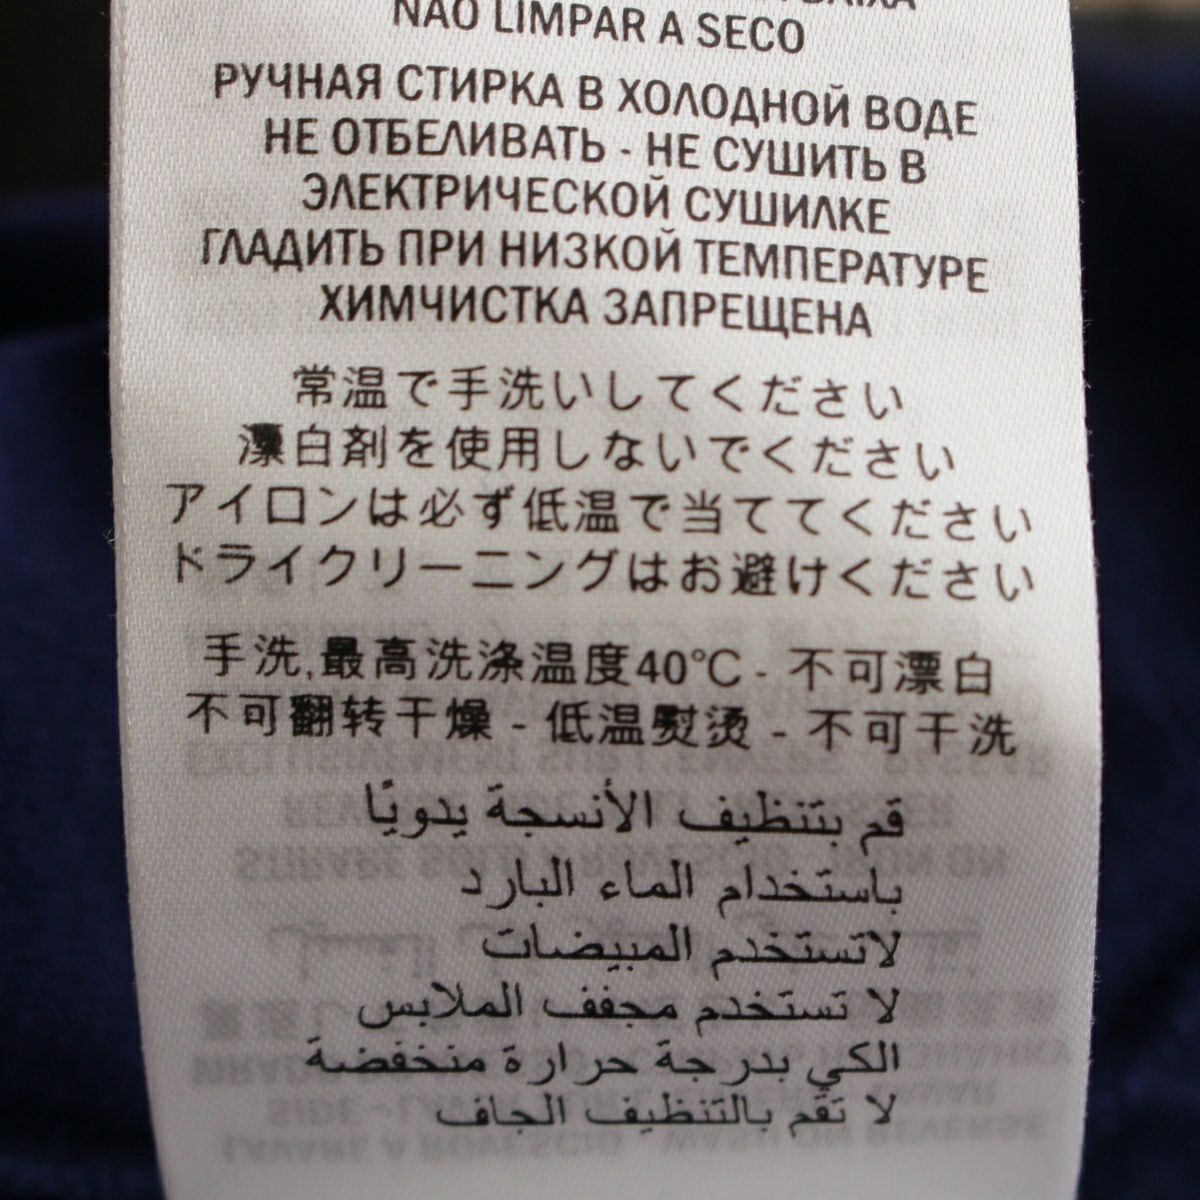 NÃO LIMPAR A SECO
РУЧНАЯ СТИРКА В ХОЛОДНОЙ ВОДЕ
НЕ ОТБЕЛИВАТЬ - НЕ СУШИТЬ В
ЭЛЕКТРИЧЕСКОЙ СУШИЛКЕ
ГЛАДИТЬ ПРИ НИЗКОЙ ТЕМПЕРАТУРЕ
ХИМЧИСТКА ЗАПРЕЩЕНА
常温で手洗いしてください
漂白剤を使用しないでください
アイロンは必ず低温で当ててください
ドライクリーニングはお避けください
手洗,最高洗涤温度40°C - 不可漂白
不可翻转干燥 - 低温熨烫 - 不可干洗
قم بتنظيف الأنسجة يدويًا
باستخدام الماء البارد
لاتستخدم المبيضات
لا تستخدم مجفف الملابس
الكي بدرجة حرارة منخفضة
لا تقم بالتنظيف الجاف